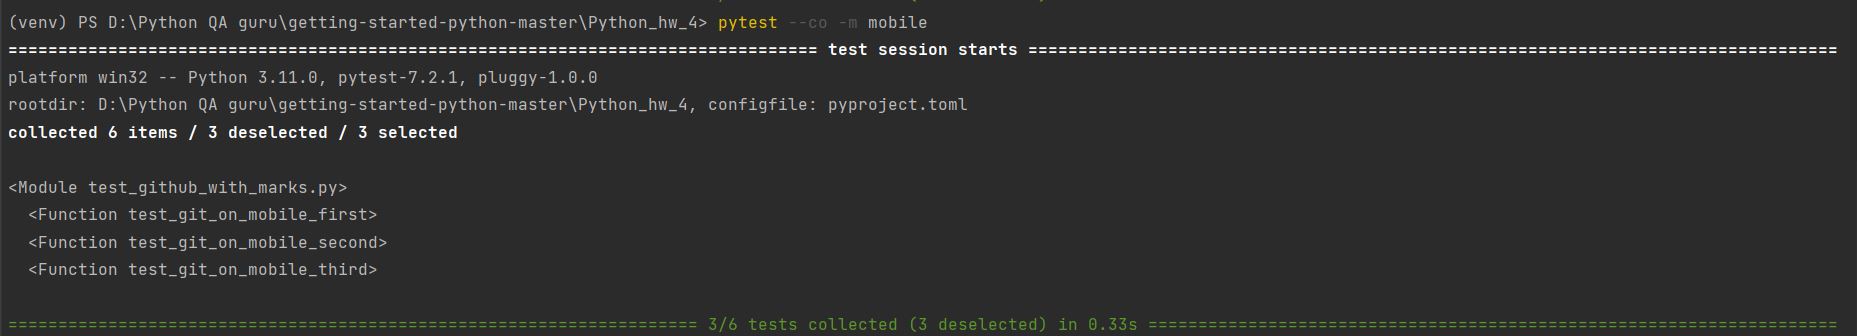 (venv) PS D:\Python QA guru\getting-started-python-master\Python_hw_4> pytest --co -m mobile
================================================================================= test session starts =================================================================================
platform win32 -- Python 3.11.0, pytest-7.2.1, pluggy-1.0.0
rootdir: D:\Python QA guru\getting-started-python-master\Python_hw_4, configfile: pyproject.toml
collected 6 items / 3 deselected / 3 selected
<Module test_github_with_marks.py>
  <Function test_git_on_mobile_first>
  <Function test_git_on_mobile_second>
  <Function test_git_on_mobile_third>
===================================================================== 3/6 tests collected (3 deselected) in 0.33s =====================================================================